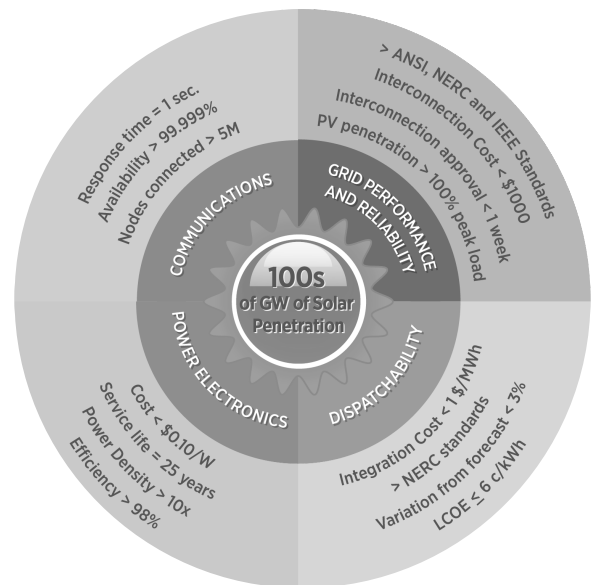 Response time = 1 sec.
Availability > 99.999%
Nodes connected > 5M
COMMUNICATIONS
> ANSI, NERC and IEEE Standards
Interconnection Cost < $1000
Interconnection approval < 1 week
PV penetration > 100% peak load
GRID PERFORMANCE
AND RELIABILITY
100s
of GW of Solar
Penetration
POWER ELECTRONICS
Cost < $0.10/W
Service life = 25 years
Power Density > 10x
Efficiency > 98%
DISPATCHABILITY
Integration Cost < 1 $/MWh
> NERC standards
Variation from forecast < 3%
LCOE ≤ 6 c/kWh